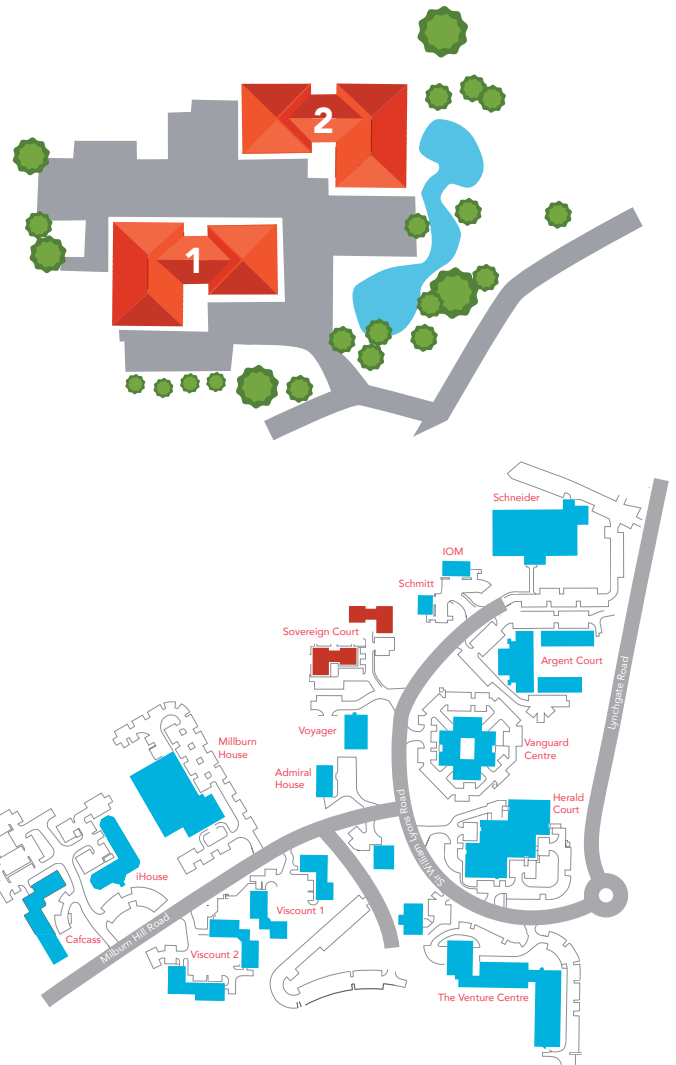 2
1
Schneider
IOM
Schmitt
Sovereign Court
Argent Court
Lynchgate Road
Voyager
Vanguard
Centre
Millburn
House
Admiral
House
Herald
Court
Sir William Lyons Road
iHouse
Viscount 1
Cafcass
Milburn Hill Road
Viscount 2
The Venture Centre